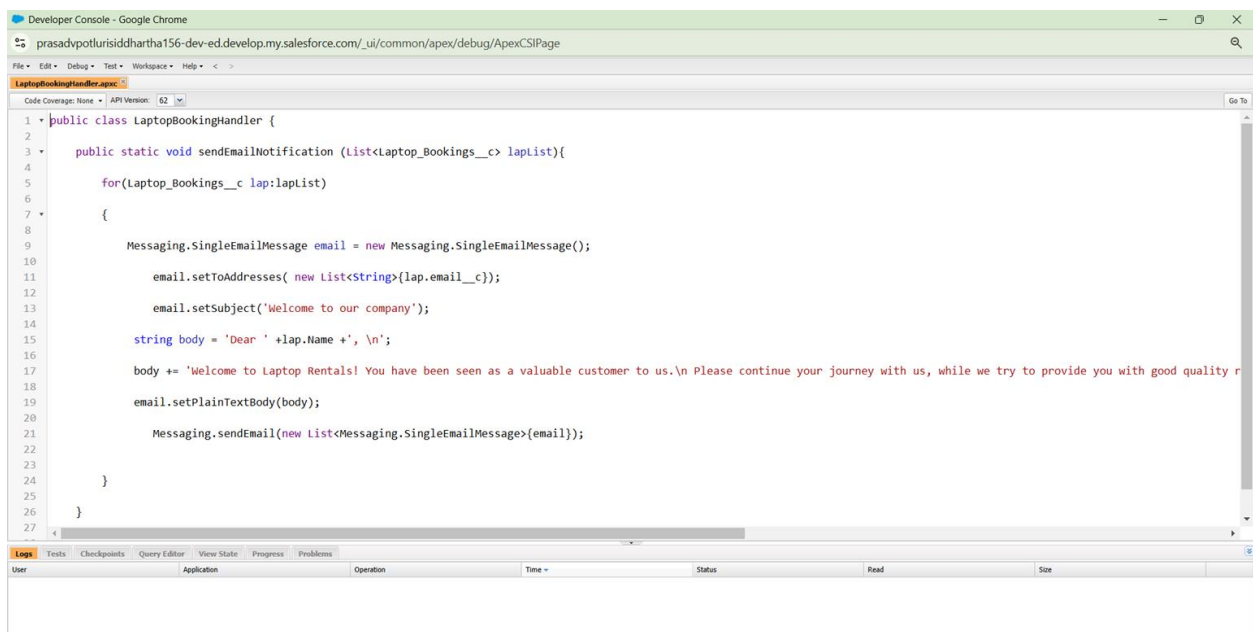 Developer Console - Google Chrome
prasadvpotlurisiddhartha156-dev-ed.develop.my.salesforce.com/_ui/common/apex/debug/ApexCSIPage
File Edit Debug Test Workspace Help < >
LaptopBookingHandler.apxc
Code Coverage: None API Version: 62 Go To
1 public class LaptopBookingHandler {
2
3 public static void sendEmailNotification (List<Laptop_Bookings__c> lapList){
4
5 for(Laptop_Bookings__c lap:lapList)
6
7 {
8
9 Messaging.SingleEmailMessage email = new Messaging.SingleEmailMessage();
10
11 email.setToAddresses( new List<String>{lap.email__c});
12
13 email.setSubject('Welcome to our company');
14
15 string body = 'Dear ' +lap.Name +', \n';
16
17 body += 'Welcome to Laptop Rentals! You have been seen as a valuable customer to us.\n Please continue your journey with us, while we try to provide you with good quality r
18
19 email.setPlainTextBody(body);
20
21 Messaging.sendEmail(new List<Messaging.SingleEmailMessage>{email});
22
23
24 }
25
26 }
27
Logs Tests Checkpoints Query Editor View State Progress Problems
User Application Operation Time Status Read Size